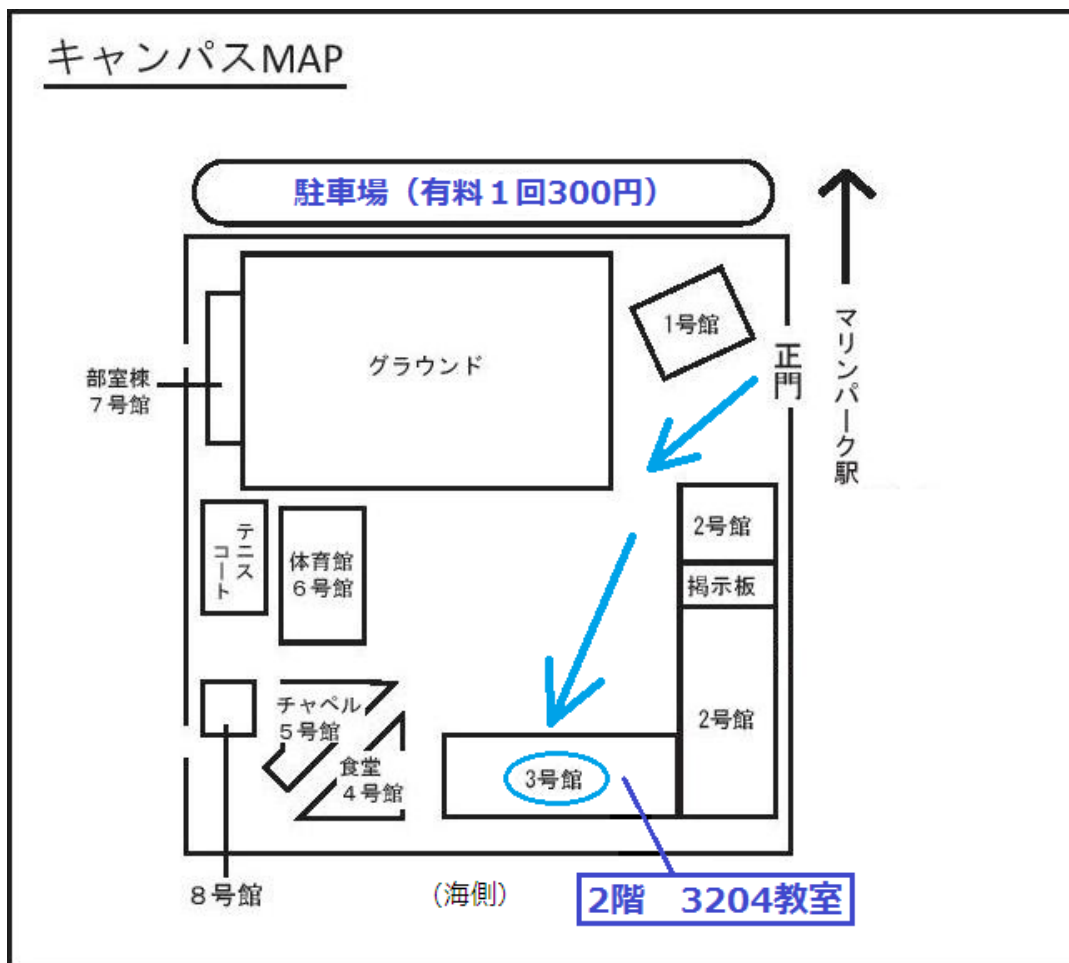 キャンパスMAP
駐車場（有料１回300円）
1号館
グラウンド
正門
マリンパーク駅
部室棟
７号館
2号館
テニス
コート
体育館
６号館
掲示板
チャペル
５号館
2号館
食堂
４号館
3号館
８号館
（海側）
2階　3204教室